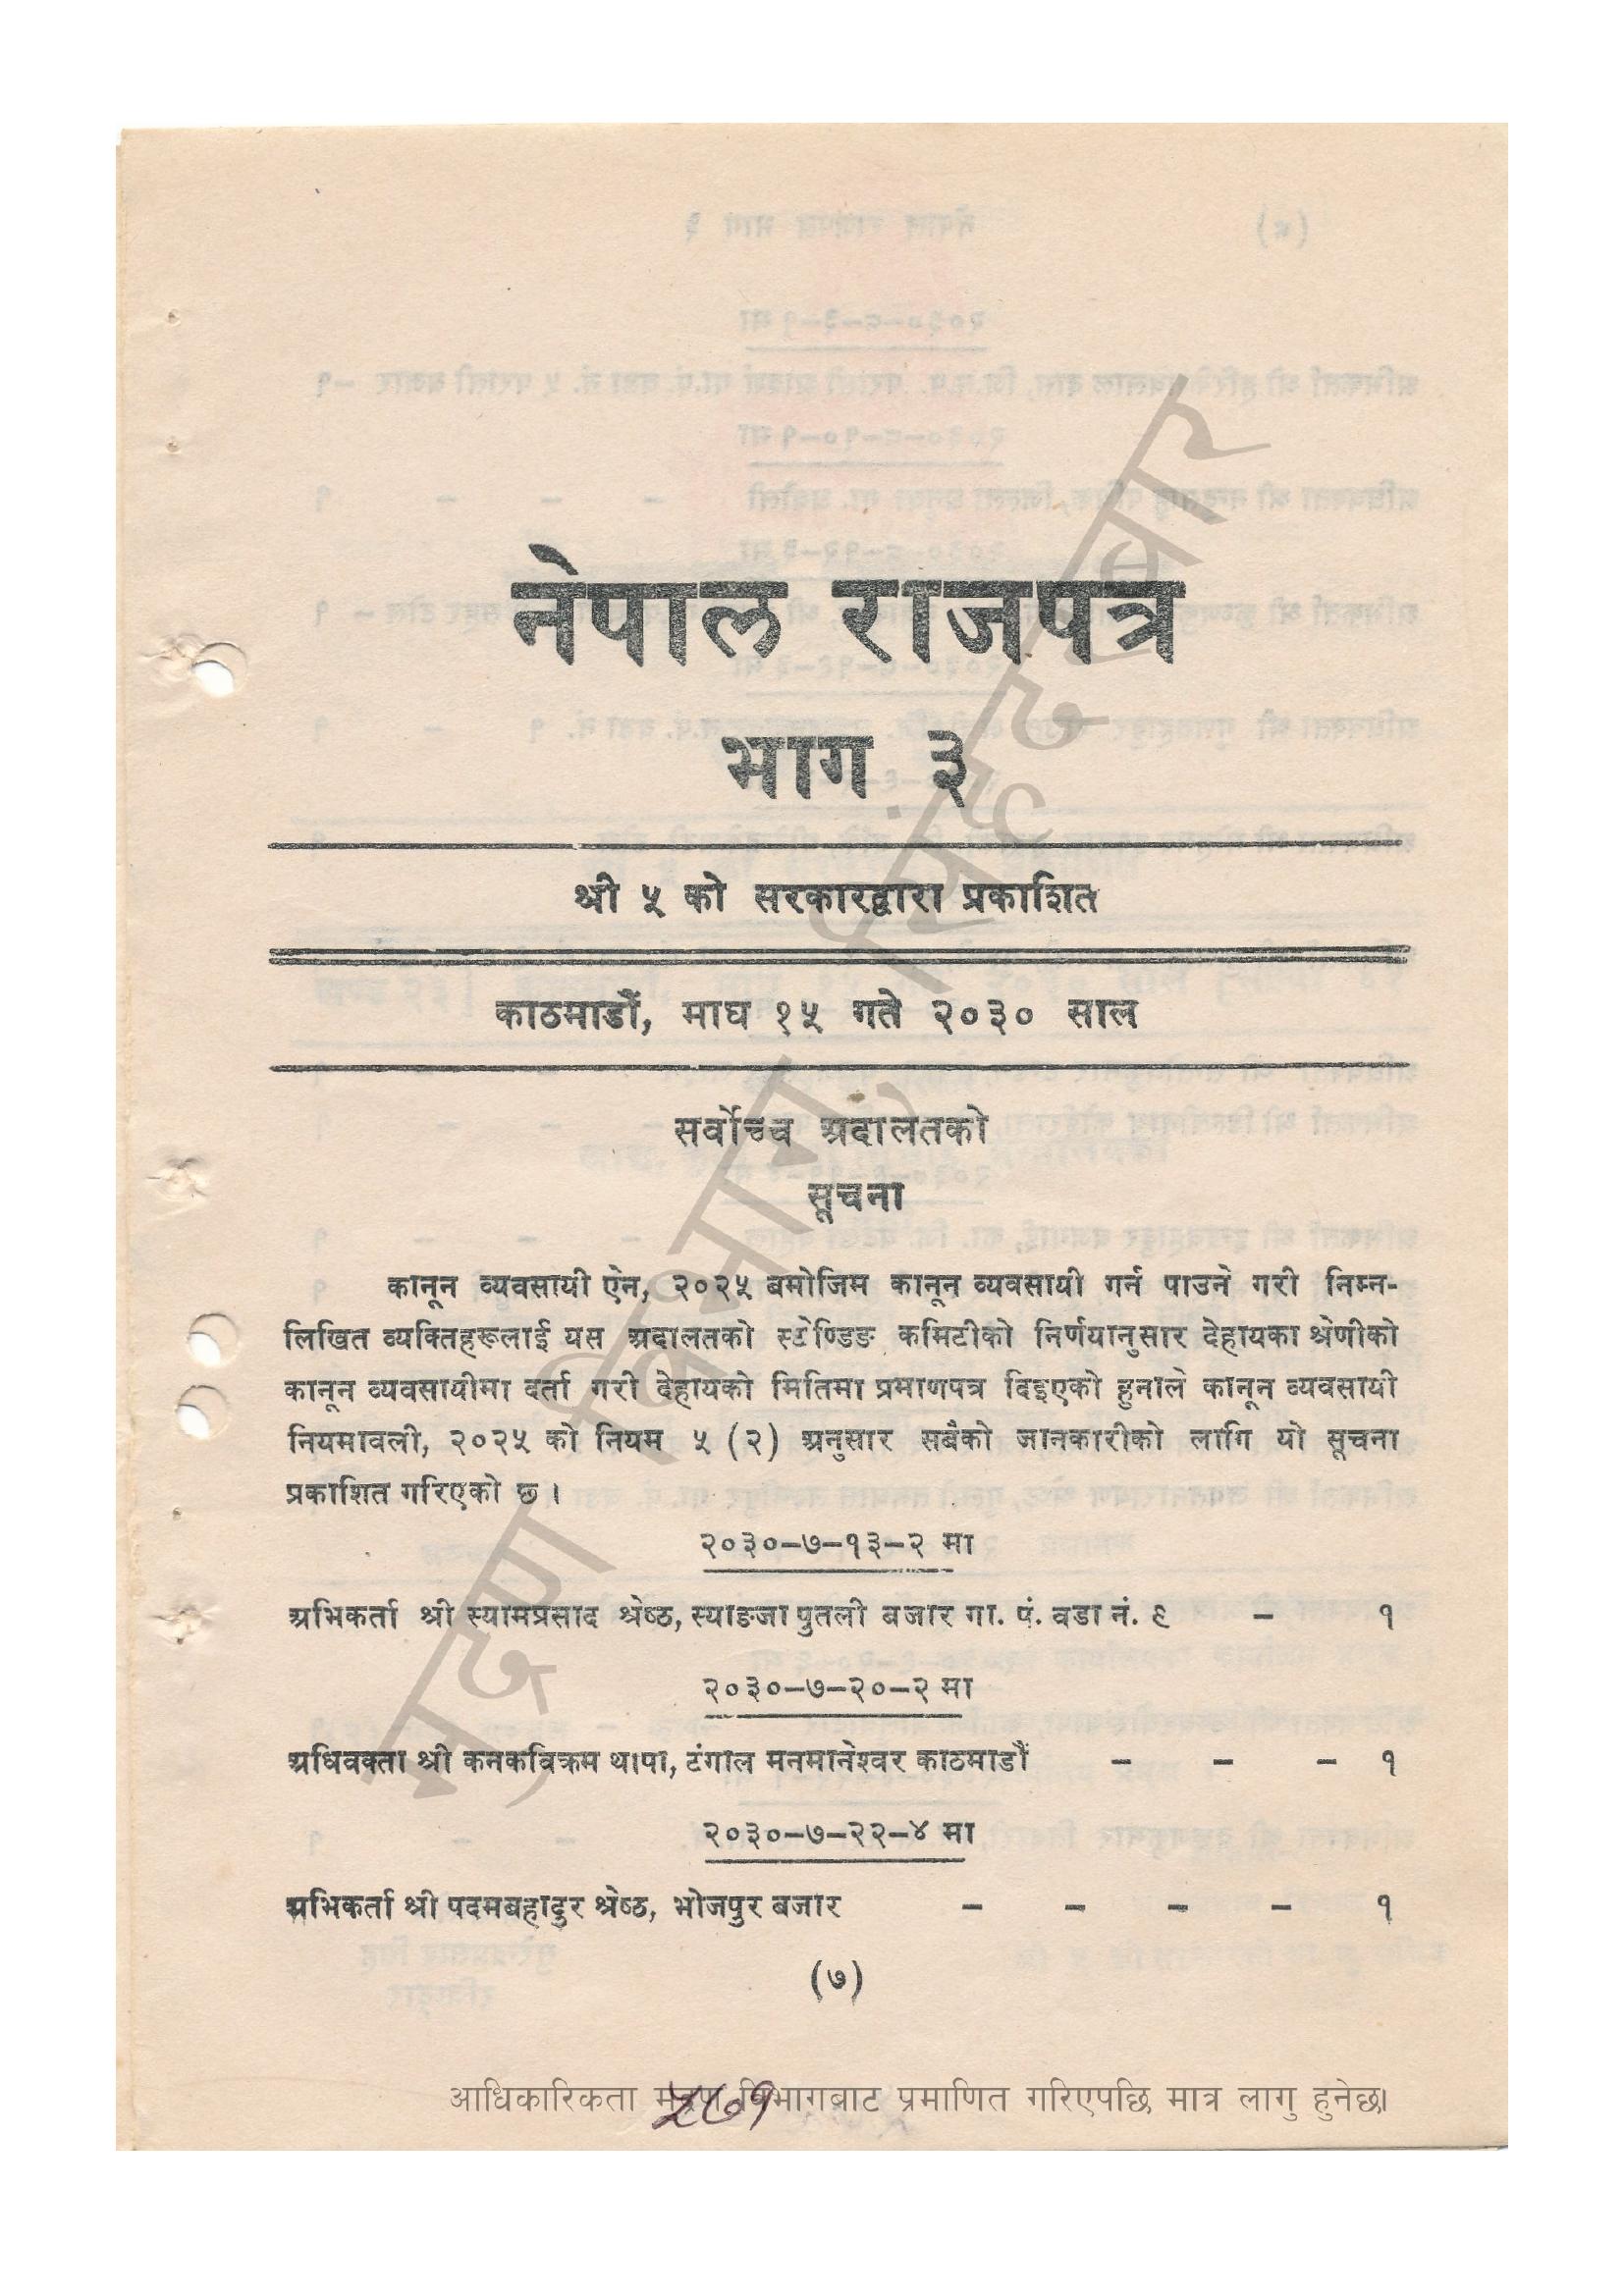 नेपाल राजपत्र
भाग ३
श्री ५ को सरकारद्वारा प्रकाशित
काठमाडौं, माघ १५ गते २०३० साल
सर्वोच्च अदालतको
सूचना
कानून व्यवसायी ऐन, २०२५ बमोजिम कानून व्यवसायी गर्न पाउने गरी निम्न-
लिखित व्यक्तिहरूलाई यस अदालतको स्टेण्डिङ कमिटीको निर्णयानुसार देहायका श्रेणीको
कानून व्यवसायीमा दर्ता गरी देहायको मितिमा प्रमाणपत्र दिइएको हुनाले कानून व्यवसायी
नियमावली, २०२५ को नियम ५ (२) अनुसार सबैको जानकारीको लागि यो सूचना
प्रकाशित गरिएको छ ।
२०३०–७–१३–२ मा
अभिकर्ता श्री स्यामप्रसाद श्रेष्ठ, स्याङजा पुतली बजार गा. पं. वडा नं. ९ – १
२०३०–७–२०–२ मा
अधिवक्ता श्री कनकविक्रम थापा, टंगाल मनमानेश्वर काठमाडौं – – – १
२०३०–७–२२–४ मा
अभिकर्ता श्री पदमबहादुर श्रेष्ठ, भोजपुर बजार – – – – १
(७)
आधिकारिकता मुद्रण विभागबाट प्रमाणित गरिएपछि मात्र लागु हुनेछ।
मुद्रण विभाग, सिंहदरबार